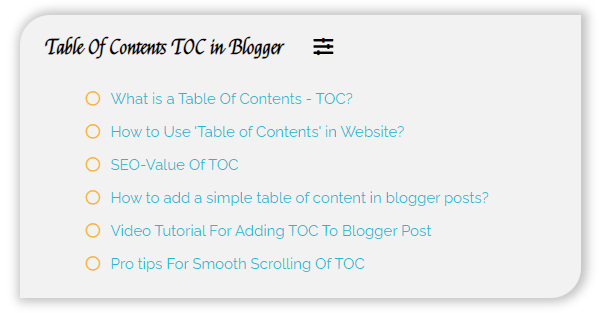 Table Of Contents TOC in Blogger
What is a Table Of Contents - TOC?
How to Use 'Table of Contents' in Website?
SEO-Value Of TOC
How to add a simple table of content in blogger posts?
Video Tutorial For Adding TOC To Blogger Post
Pro tips For Smooth Scrolling Of TOC